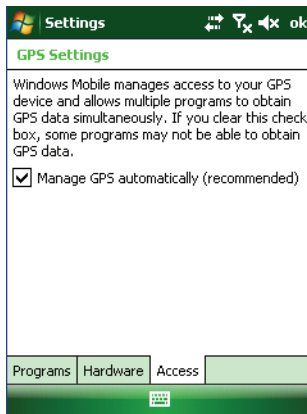 Settings ok
GPS Settings
Windows Mobile manages access to your GPS
device and allows multiple programs to obtain
GPS data simultaneously. If you clear this check
box, some programs may not be able to obtain
GPS data.
Manage GPS automatically (recommended)
Programs Hardware Access